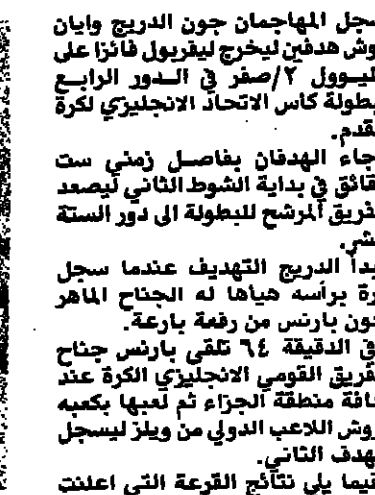 سجل المهاجمان جون الدريج وايان
وش هدفين ليخرج ليفربول فائزا على
ليوول ٢/صفر في الدور الرابع
بطولة كأس الاتحاد الانجليزي لكرة
قدم.
جاء الهدفان بفاصل زمني ست
قائق في بداية الشوط الثاني ليصعد
فريق المرشح للبطولة الى دور الستة
شر.
بدأ الدريج التهديف عندما سجل
رة برأسه هيأها له الجناح الماهر
ون بارنس من رفعة بارعة.
في الدقيقة ٦٤ تلقى بارنس جناح
فريق القومي الانجليزي الكرة عند
افة منطقة الجزاء ثم لعبها بكعبه
روش اللاعب الدولي من ويلز ليسجل
هدف الثاني.
فيما يلي نتائج القرعة التي اعلنت